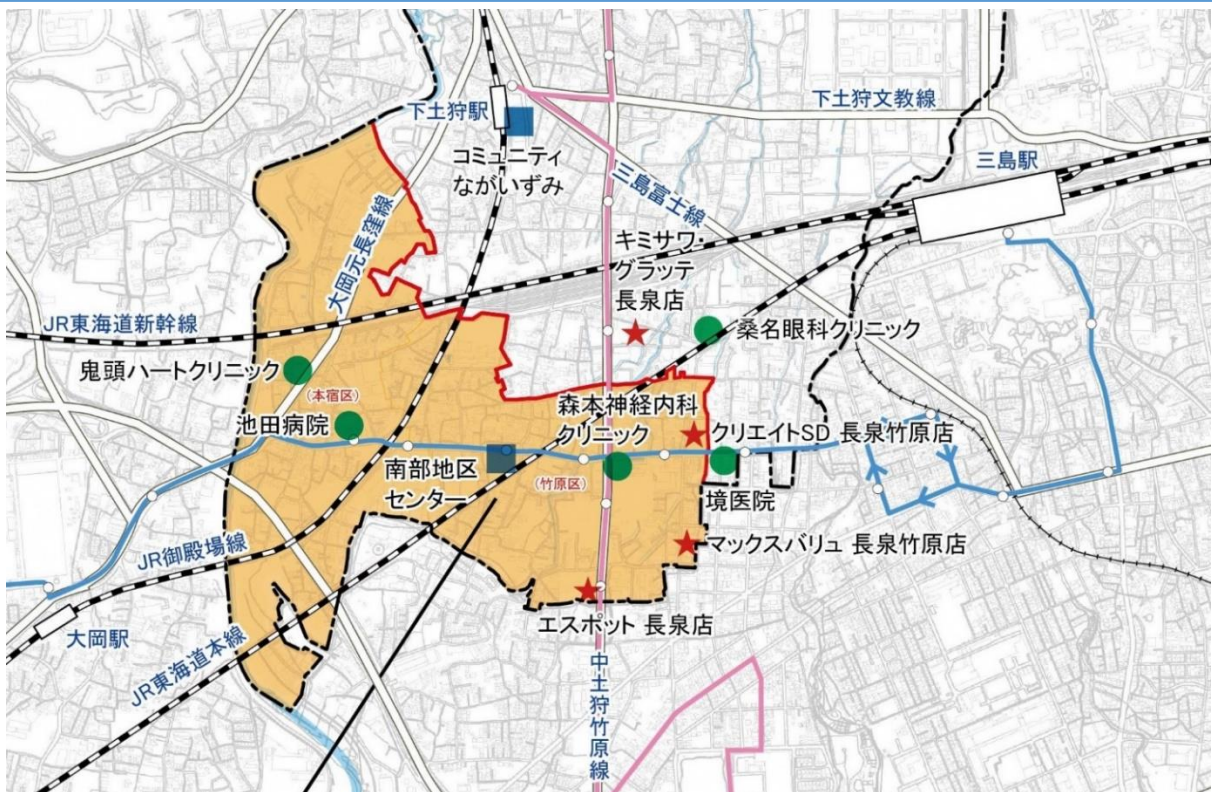 下土狩駅
下土狩文教線
コミュニティ
ながいずみ
三島駅
三島富士線
大岡元長窪線
キミサワ・
グラッテ
長泉店
JR東海道新幹線
桑名眼科クリニック
鬼頭ハートクリニック
(本宿区)
森本神経内科
クリニック
池田病院
クリエイトSD 長泉竹原店
南部地区
センター
(竹原区)
境医院
マックスバリュ 長泉竹原店
JR御殿場線
エスポット 長泉店
大岡駅
JR東海道本線
中土狩竹原線